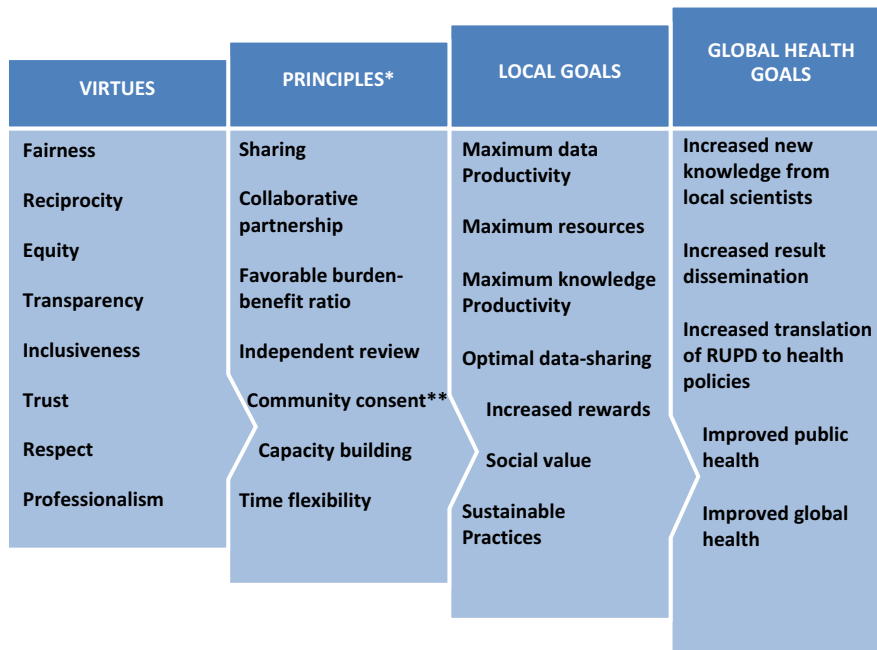 VIRTUES
Fairness
Reciprocity
Equity
Transparency
Inclusiveness
Trust
Respect
Professionalism
PRINCIPLES*
Sharing
Collaborative
partnership
Favorable burden-
benefit ratio
Independent review
Community consent**
Capacity building
Time flexibility
LOCAL GOALS
Maximum data
Productivity
Maximum resources
Maximum knowledge
Productivity
Optimal data-sharing
Increased rewards
Social value
Sustainable
Practices
GLOBAL HEALTH
GOALS
Increased new
knowledge from
local scientists
Increased result
dissemination
Increased translation
of RUPD to health
policies
Improved public
health
Improved global
health